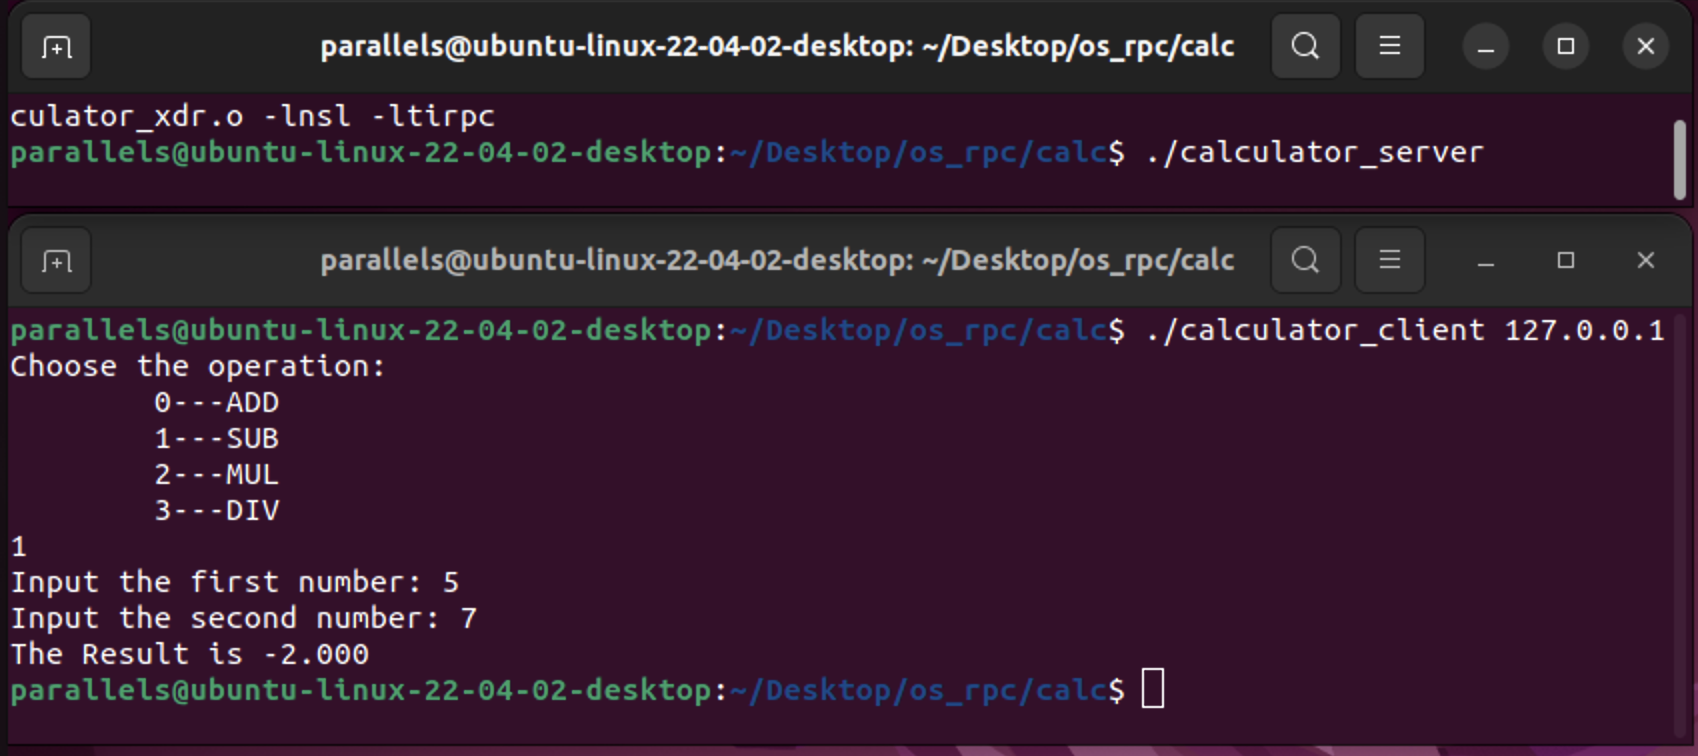 parallels@ubuntu-linux-22-04-02-desktop: ~/Desktop/os_rpc/calc
culator_xdr.o -lnsl -ltirpc
parallels@ubuntu-linux-22-04-02-desktop:~/Desktop/os_rpc/calc$ ./calculator_server
parallels@ubuntu-linux-22-04-02-desktop: ~/Desktop/os_rpc/calc
parallels@ubuntu-linux-22-04-02-desktop:~/Desktop/os_rpc/calc$ ./calculator_client 127.0.0.1
Choose the operation:
0---ADD
1---SUB
2---MUL
3---DIV
1
Input the first number: 5
Input the second number: 7
The Result is -2.000
parallels@ubuntu-linux-22-04-02-desktop:~/Desktop/os_rpc/calc$